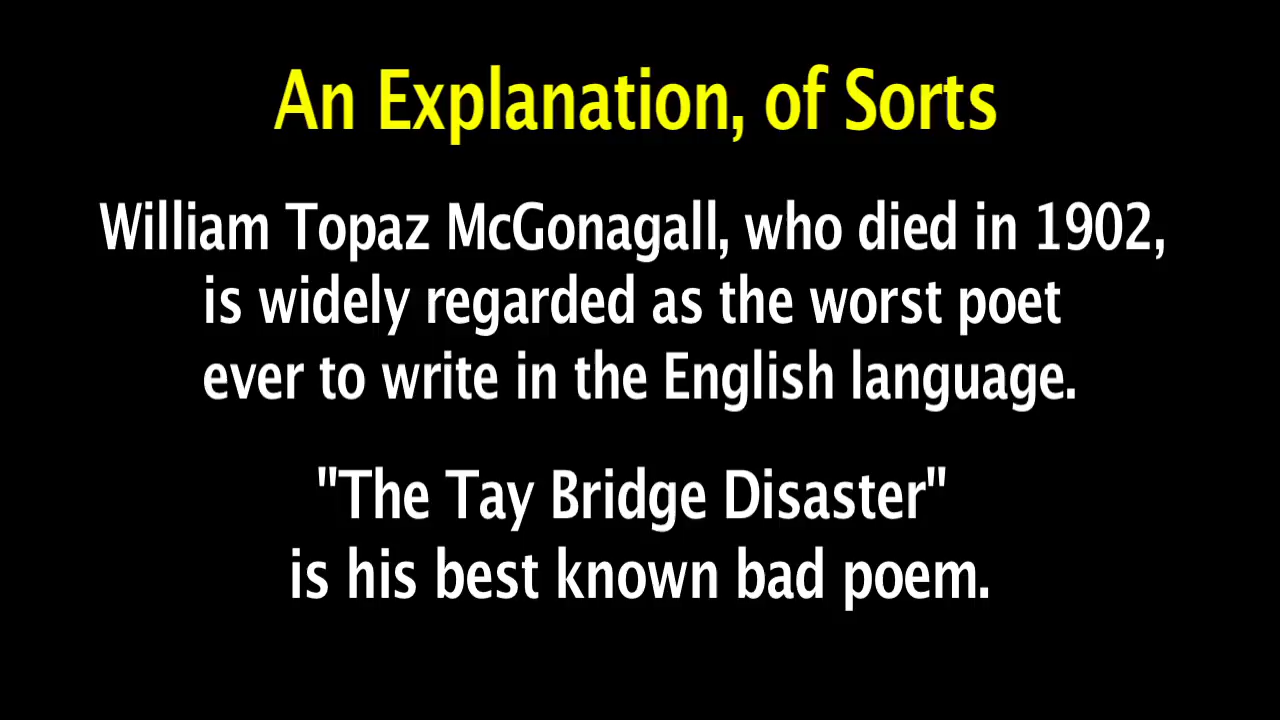 An Explanation, of Sorts
William Topaz McGonagall, who died in 1902,
is widely regarded as the worst poet
ever to write in the English language.
"The Tay Bridge Disaster"
is his best known bad poem.